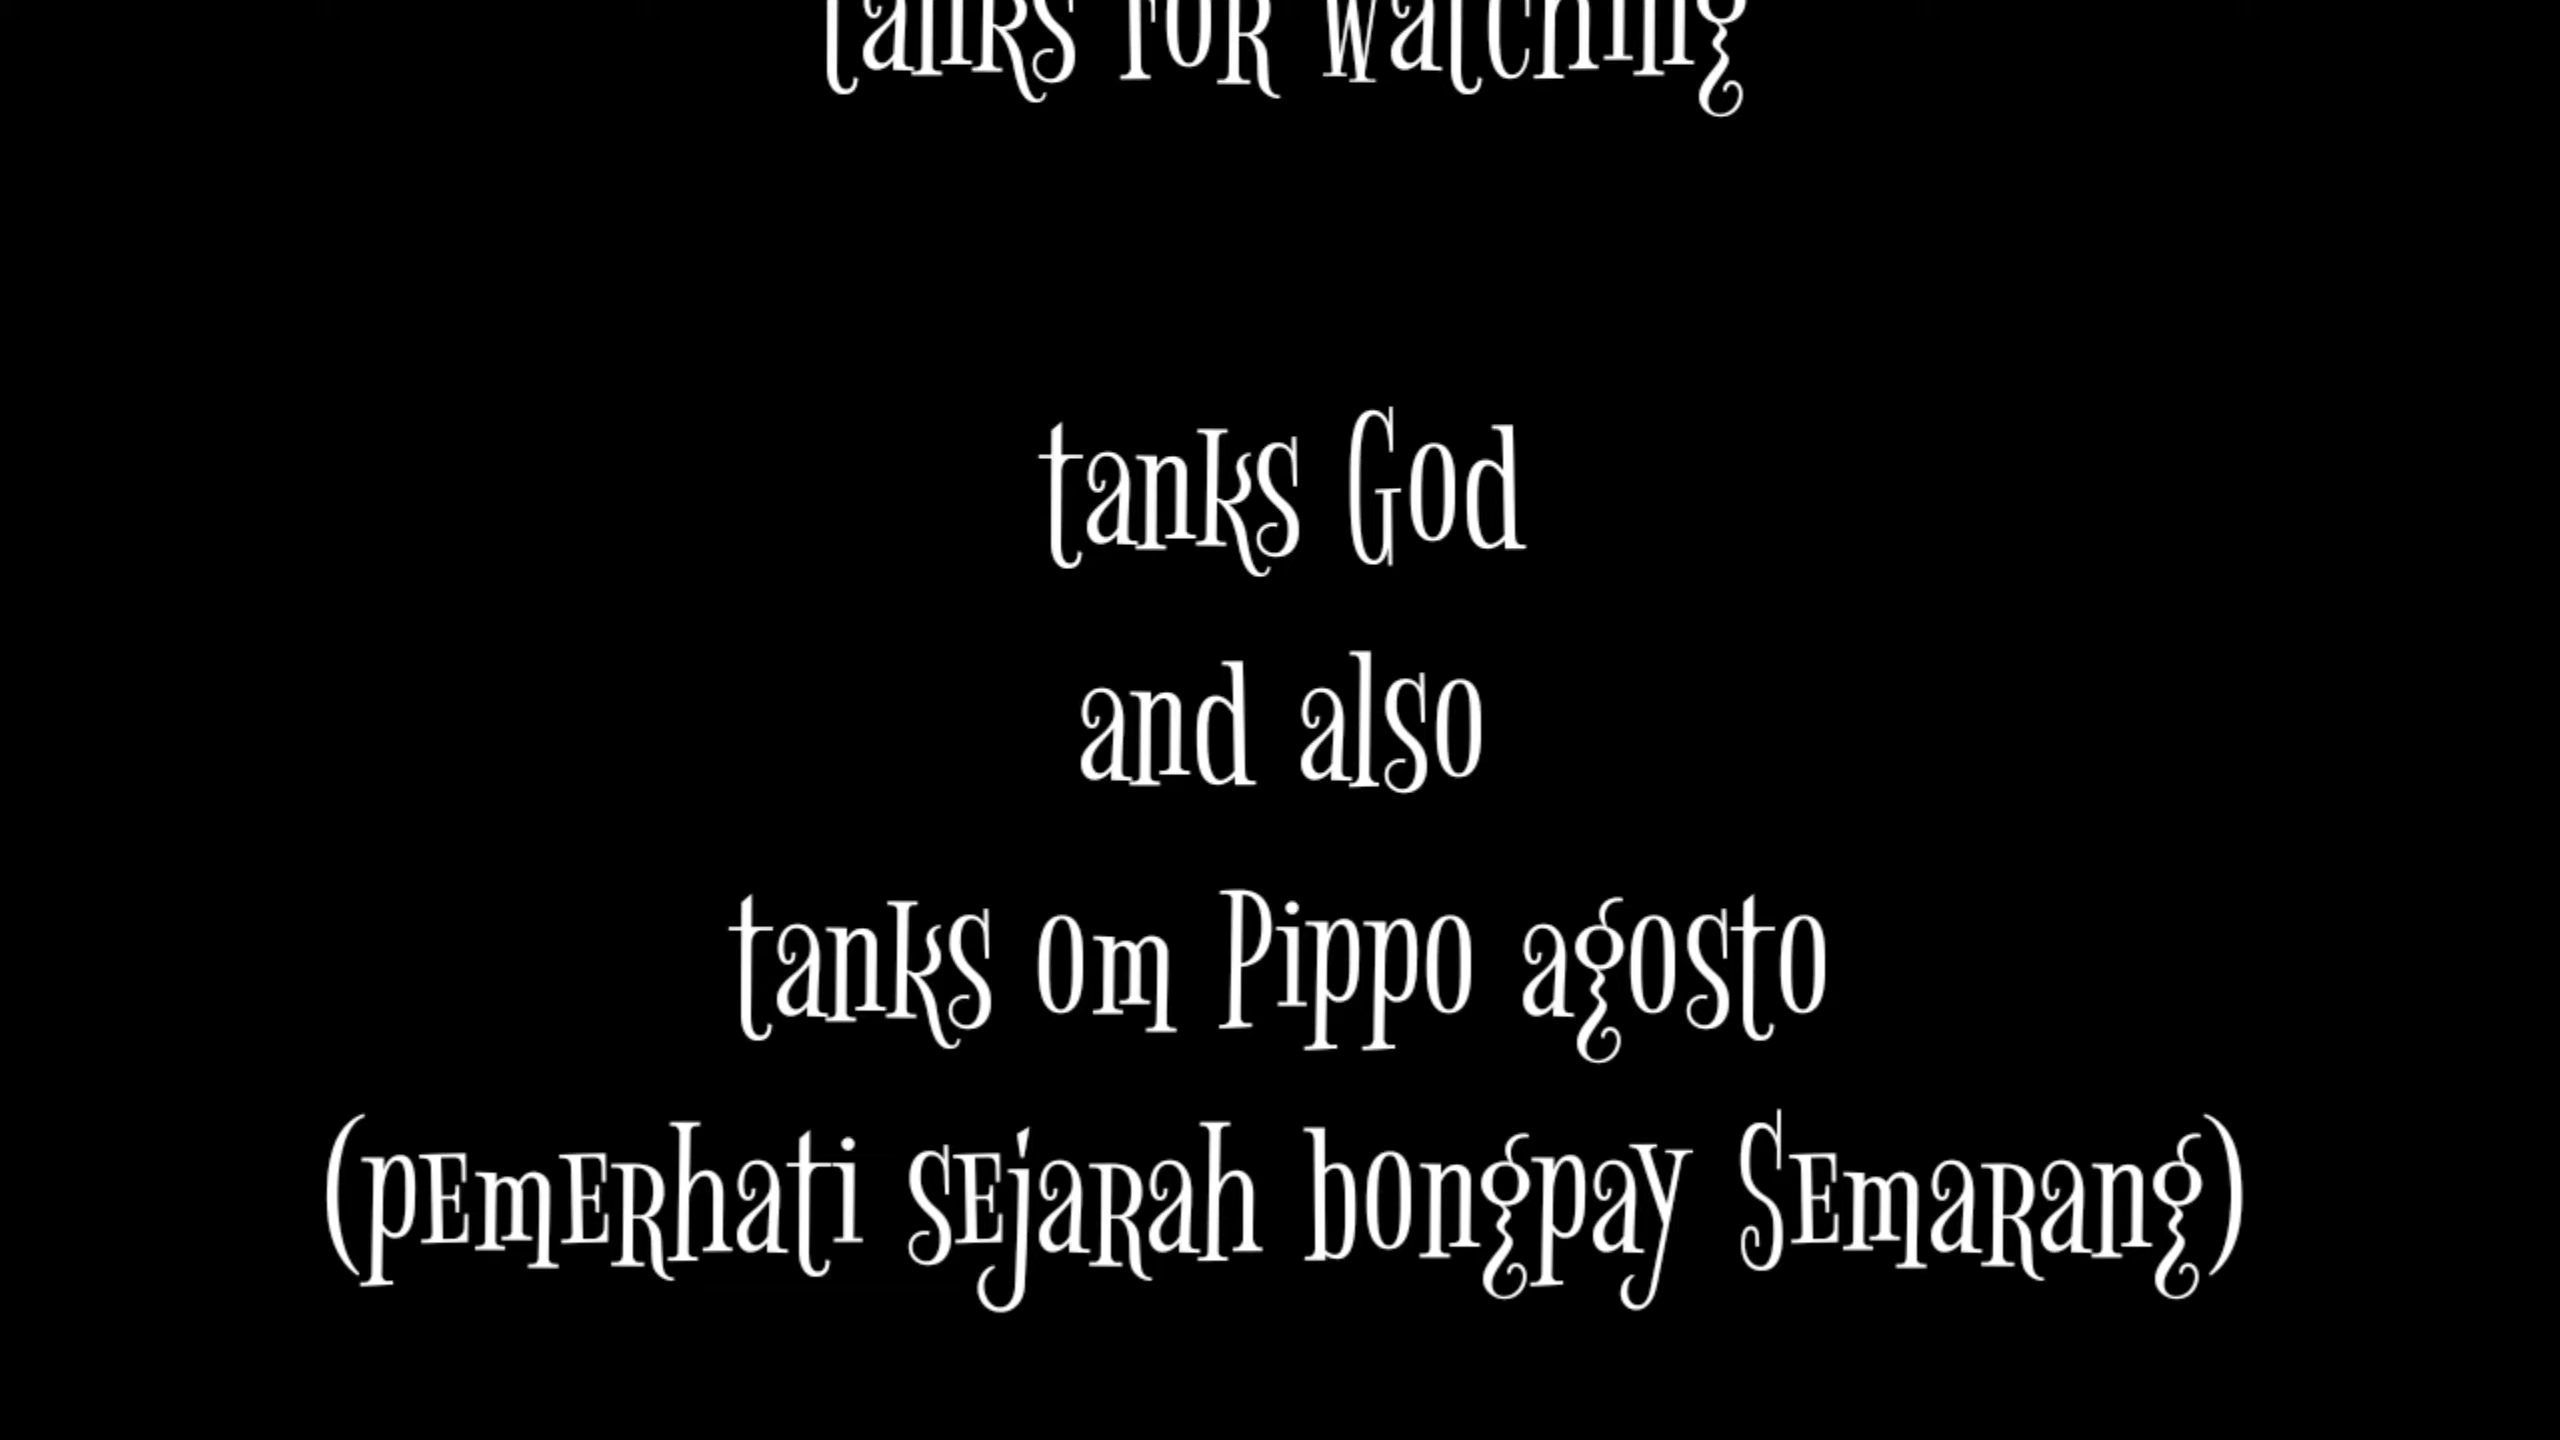 tanks for watching
tanks God
and also
tanks om Pippo agosto
(pemerhati sejarah bongpay Semarang)